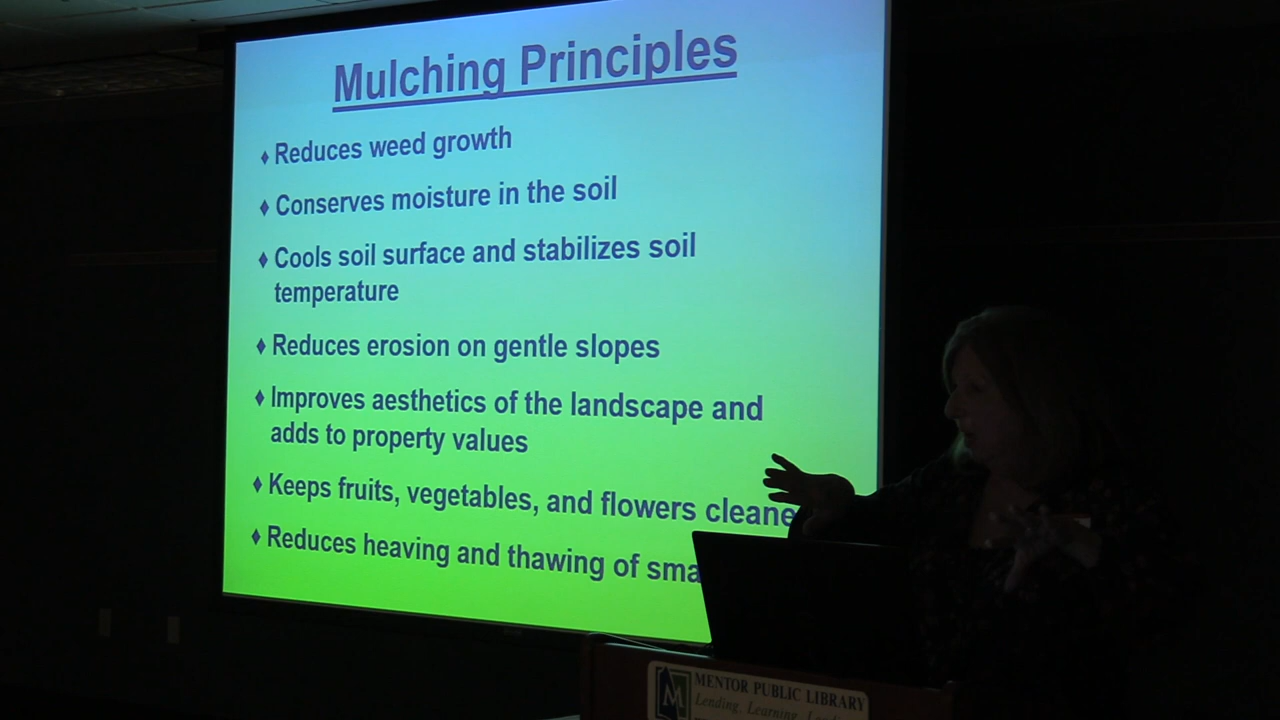 Mulching Principles
♦ Reduces weed growth
♦ Conserves moisture in the soil
♦ Cools soil surface and stabilizes soil
temperature
♦ Reduces erosion on gentle slopes
♦ Improves aesthetics of the landscape and
adds to property values
♦ Keeps fruits, vegetables, and flowers
♦ Reduces heaving and thawing of
M
MENTOR PUBLIC LIBRARY
Lending, Learning,